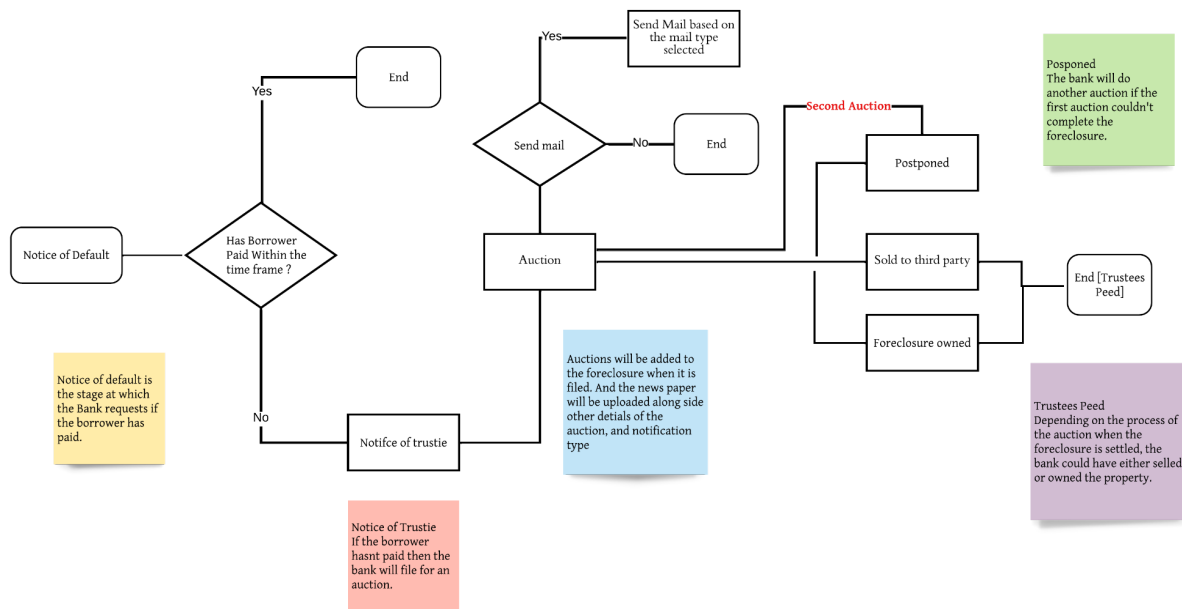 Notice of Default
Has Borrower
Paid Within the
time frame ?
Yes
End
No
Notifce of trustie
Auction
Send mail
Yes
Send Mail based on
the mail type
selected
No
End
Second Auction
Postponed
Sold to third party
Foreclosure owned
End [Trustees
Peed]
Notice of default is
the stage at which
the Bank requests if
the borrower has
paid.
Notice of Trustie
If the borrower
hasnt paid then the
bank will file for an
auction.
Auctions will be added to
the foreclosure when it is
filed. And the news paper
will be uploaded along side
other detials of the
auction, and notification
type
Posponed
The bank will do
another auction if the
first auction couldn't
complete the
foreclosure.
Trustees Peed
Depending on the process of
the auction when the
foreclosure is settled, the
bank could have either selled
or owned the property.